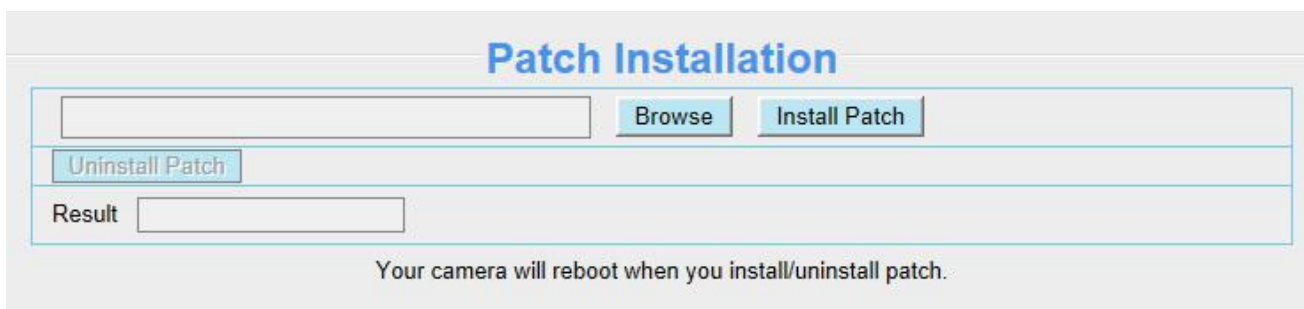 Patch Installation
Browse Install Patch
Uninstall Patch
Result
Your camera will reboot when you install/uninstall patch.